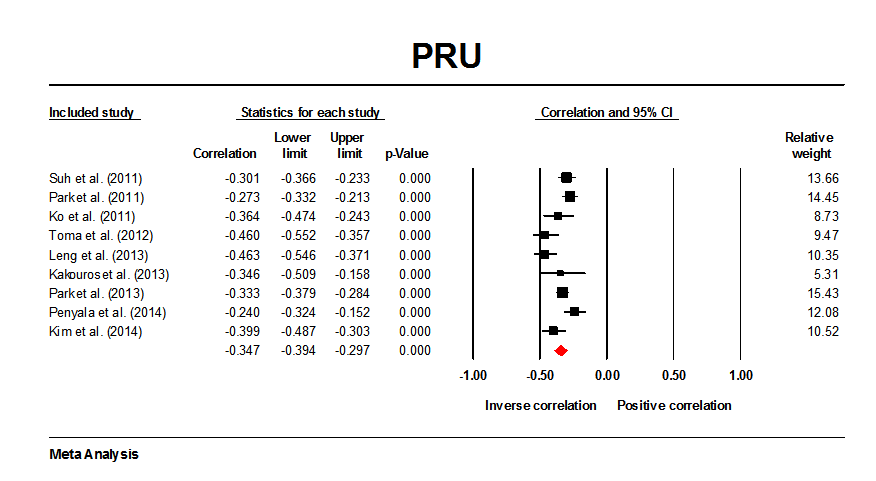 PRU
Included study Statistics for each study Correlation and 95% CI
Lower Upper Relative
Correlation limit limit p-Value weight
Suh et al. (2011) -0.301 -0.366 -0.233 0.000 13.66
Park et al. (2011) -0.273 -0.332 -0.213 0.000 14.45
Ko et al. (2011) -0.364 -0.474 -0.243 0.000 8.73
Toma et al. (2012) -0.460 -0.552 -0.357 0.000 9.47
Leng et al. (2013) -0.463 -0.546 -0.371 0.000 10.35
Kakouros et al. (2013) -0.346 -0.509 -0.158 0.000 5.31
Park et al. (2013) -0.333 -0.379 -0.284 0.000 15.43
Penyala et al. (2014) -0.240 -0.324 -0.152 0.000 12.08
Kim et al. (2014) -0.399 -0.487 -0.303 0.000 10.52
-0.347 -0.394 -0.297 0.000
-1.00 -0.50 0.00 0.50 1.00
Inverse correlation Positive correlation
Meta Analysis